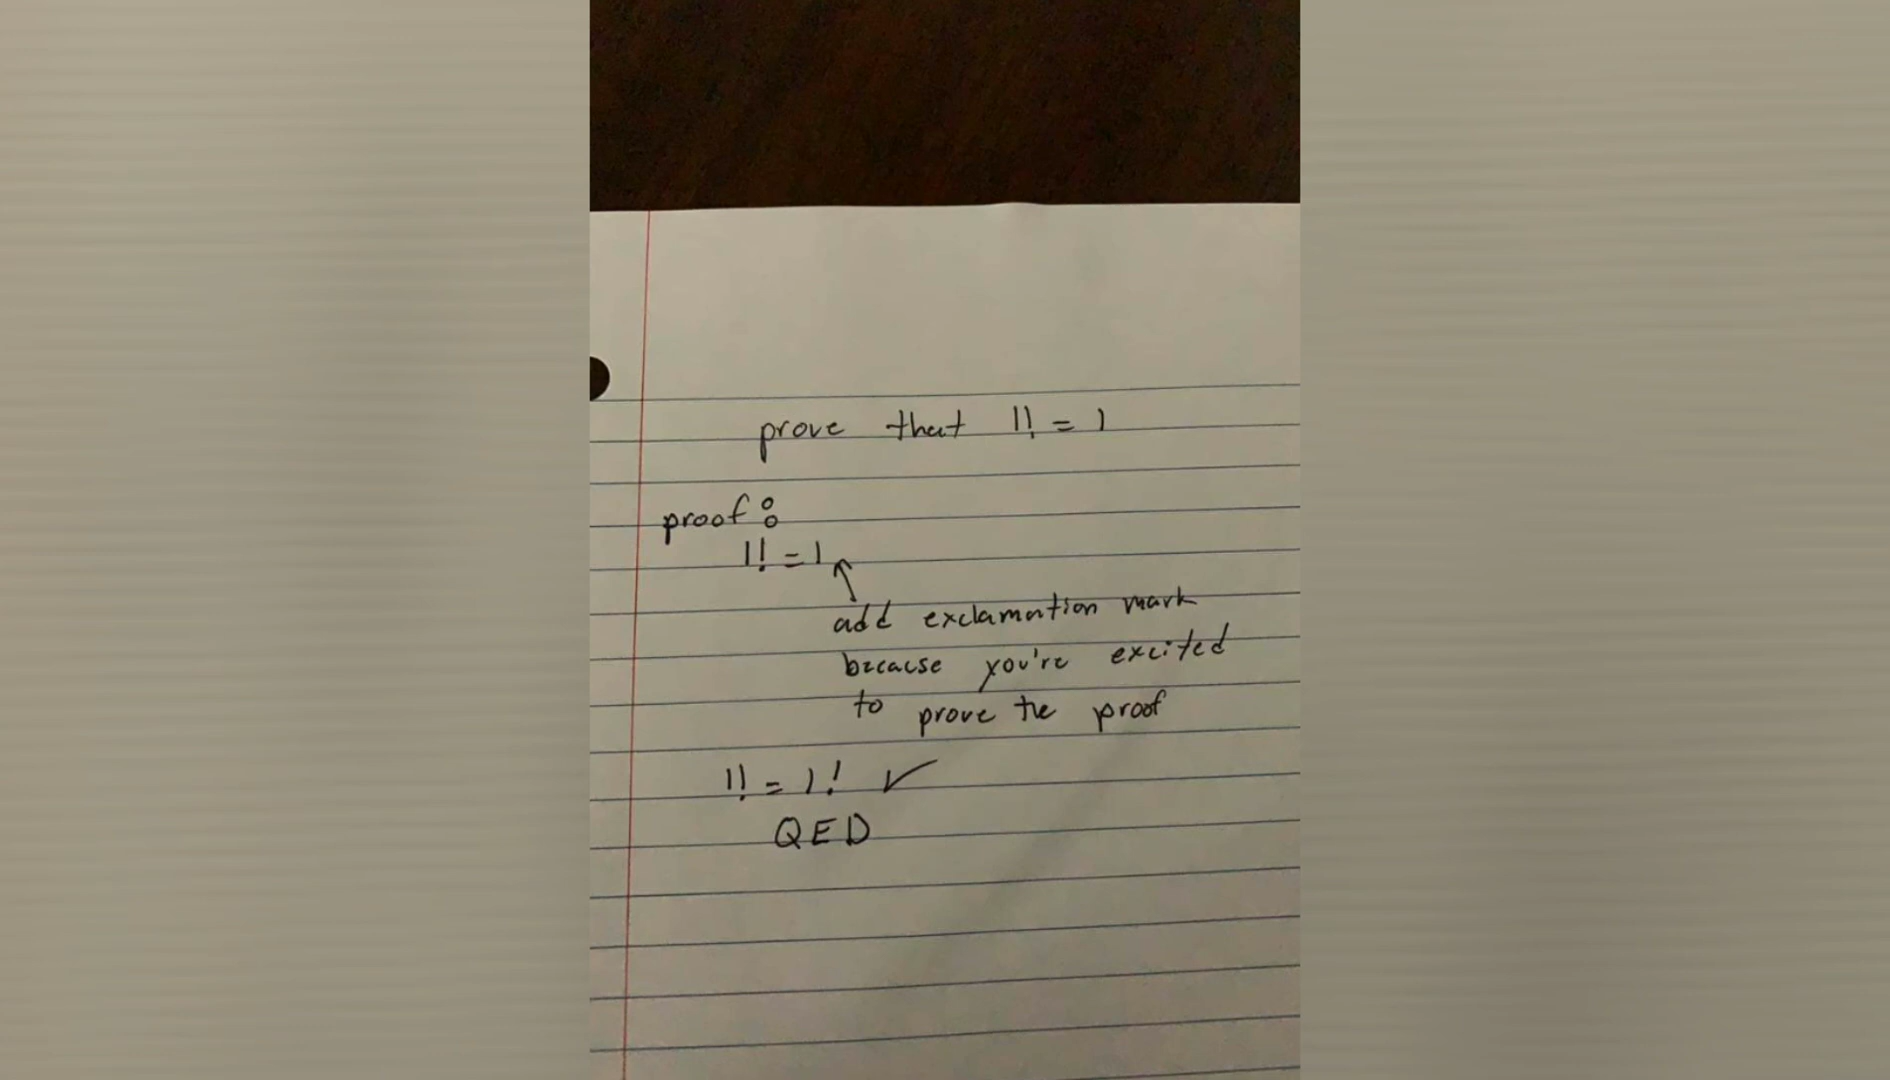 prove that 1! = 1
proof:
1! = 1
add exclamation mark
because you're excited
to prove the proof
1! = 1! ✓
QED